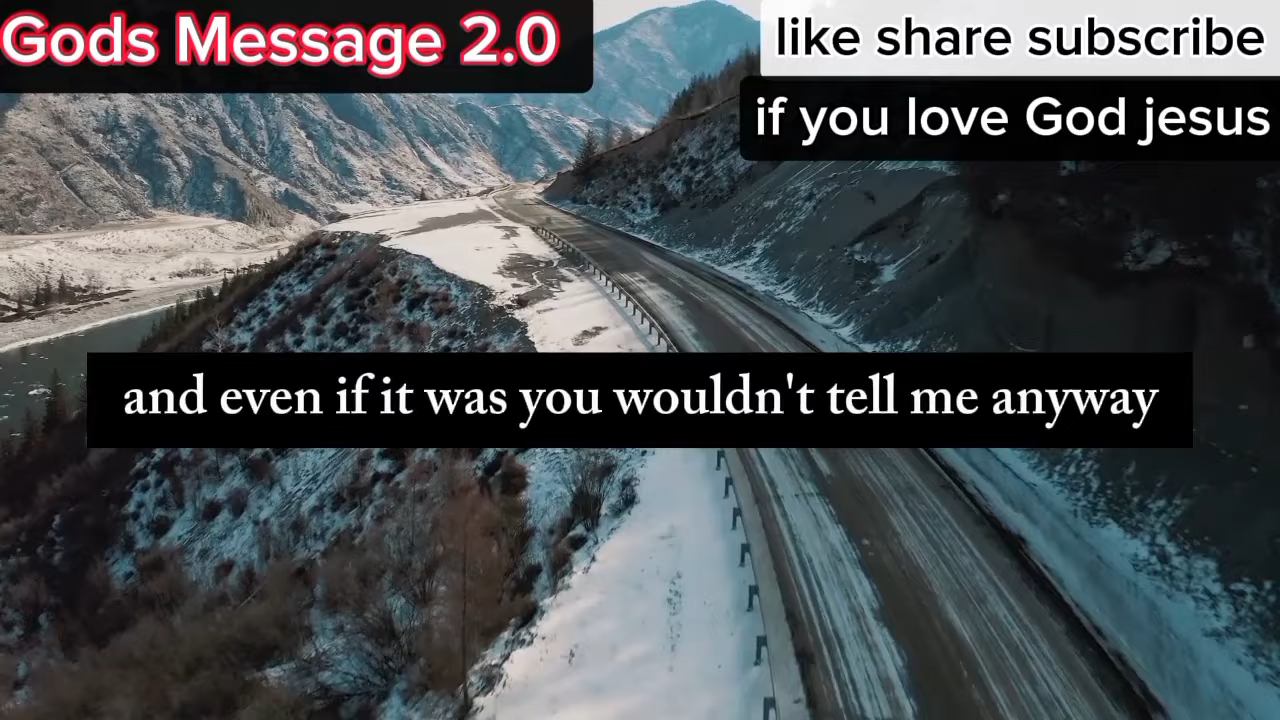 Gods Message 2.0
like share subscribe
if you love God jesus
and even if it was you wouldn't tell me anyway